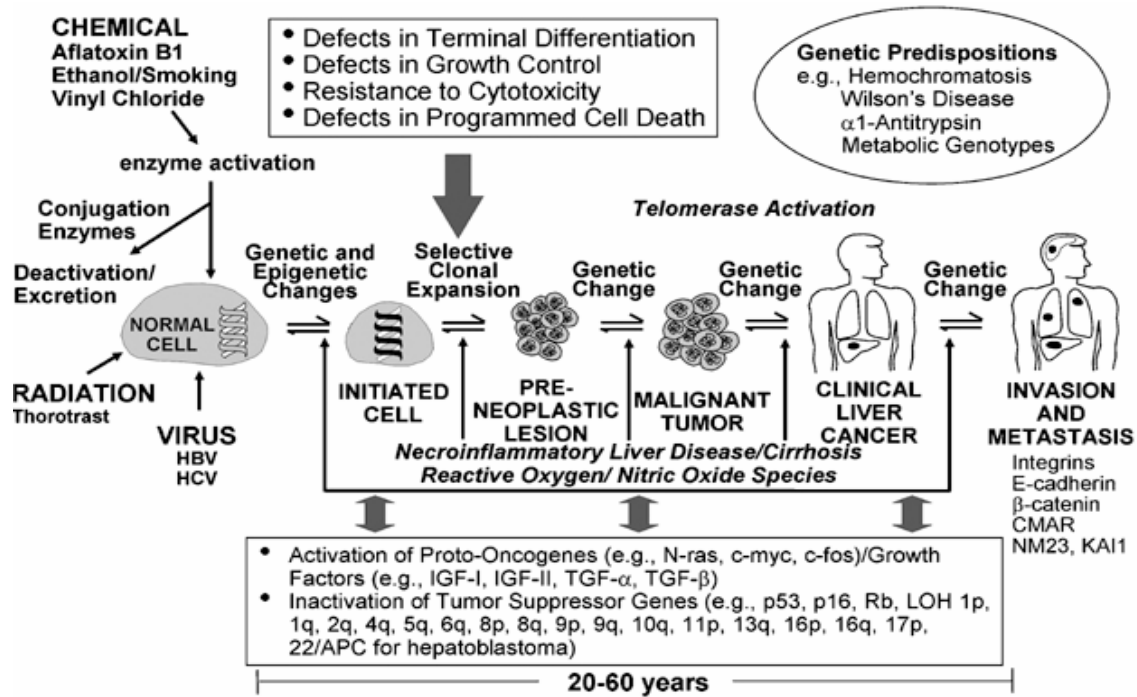 CHEMICAL
Aflatoxin B1
Ethanol/Smoking
Vinyl Chloride
enzyme activation
Conjugation
Enzymes
Deactivation/
Excretion
• Defects in Terminal Differentiation
• Defects in Growth Control
• Resistance to Cytotoxicity
• Defects in Programmed Cell Death
Genetic Predispositions
e.g., Hemochromatosis
Wilson's Disease
α1-Antitrypsin
Metabolic Genotypes
Telomerase Activation
Genetic and
Epigenetic
Changes
Selective
Clonal
Expansion
Genetic
Change
Genetic
Change
Genetic
Change
NORMAL
CELL
RADIATION
Thorotrast
VIRUS
HBV
HCV
INITIATED
CELL
PRE-
NEOPLASTIC
LESION
MALIGNANT
TUMOR
CLINICAL
LIVER
CANCER
INVASION
AND
METASTASIS
Integrins
E-cadherin
β-catenin
CMAR
NM23, KAI1
Necroinflammatory Liver Disease/Cirrhosis
Reactive Oxygen/ Nitric Oxide Species
• Activation of Proto-Oncogenes (e.g., N-ras, c-myc, c-fos)/Growth
Factors (e.g., IGF-I, IGF-II, TGF-α, TGF-β)
• Inactivation of Tumor Suppressor Genes (e.g., p53, p16, Rb, LOH 1p,
1q, 2q, 4q, 5q, 6q, 8p, 8q, 9p, 9q, 10q, 11p, 13q, 16p, 16q, 17p,
22/APC for hepatoblastoma)
20-60 years